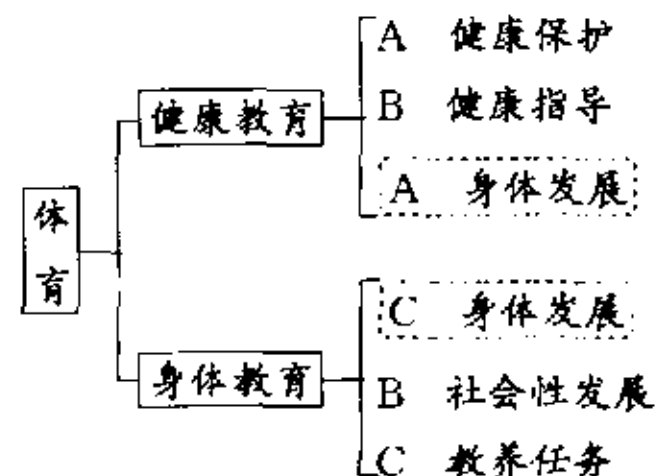 体育
健康教育
A 健康保护
B 健康指导
A 身体发展
身体教育
C 身体发展
B 社会性发展
C 教养任务